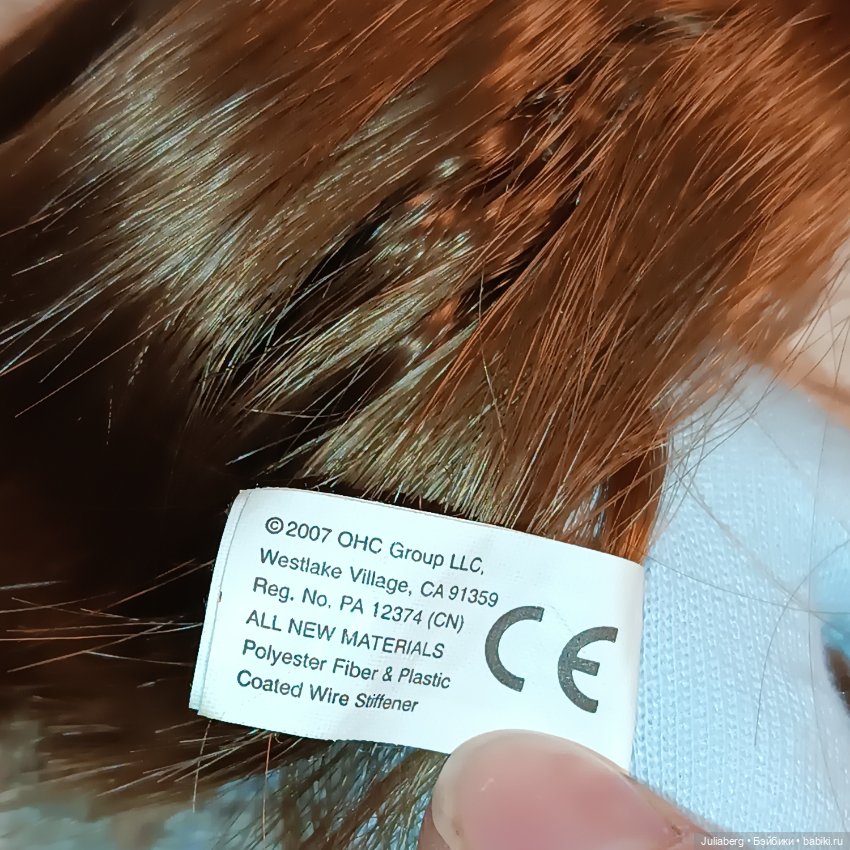 ©2007 OHC Group LLC,
Westlake Village, CA 91359
Reg. No. PA 12374 (CN)
ALL NEW MATERIALS
Polyester Fiber & Plastic
Coated Wire Stiffener
CE
Juliaberg • Бэйбики • babiki.ru